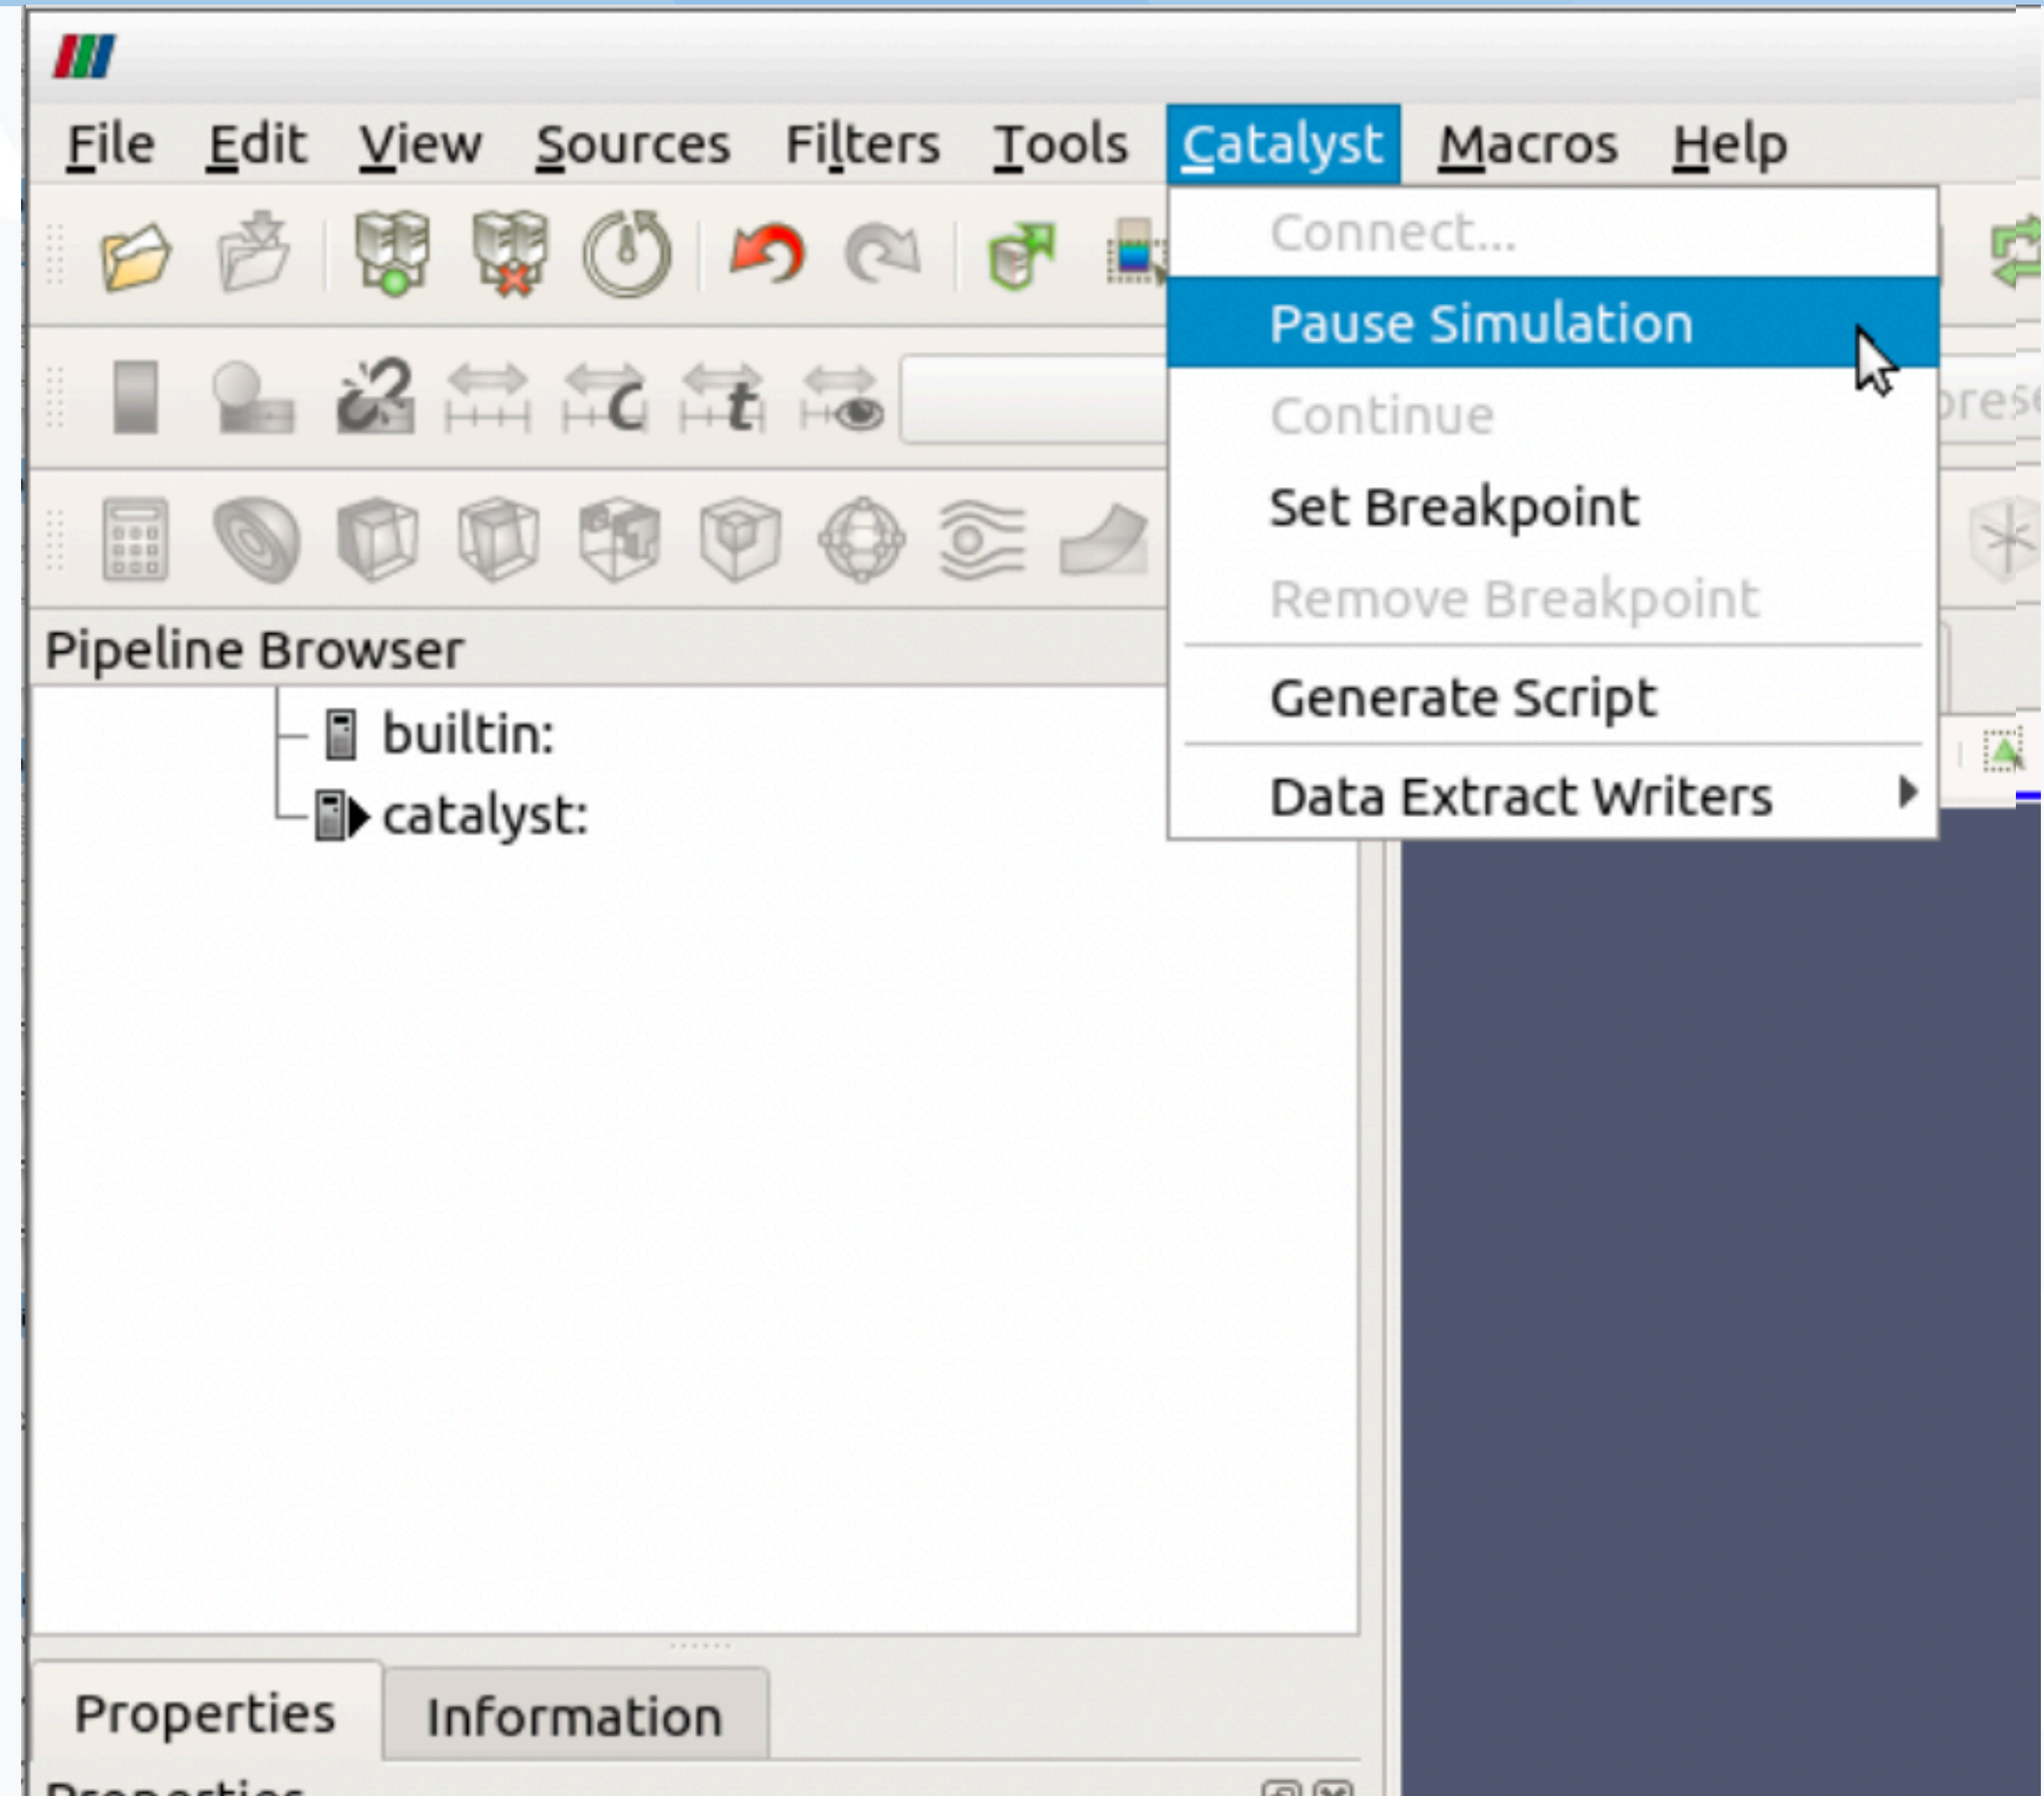 File Edit View Sources Filters Tools Catalyst Macros Help
Connect...
Pause Simulation
Continue
Set Breakpoint
Remove Breakpoint
Generate Script
Data Extract Writers
Pipeline Browser
builtin:
catalyst:
Properties Information
Properties